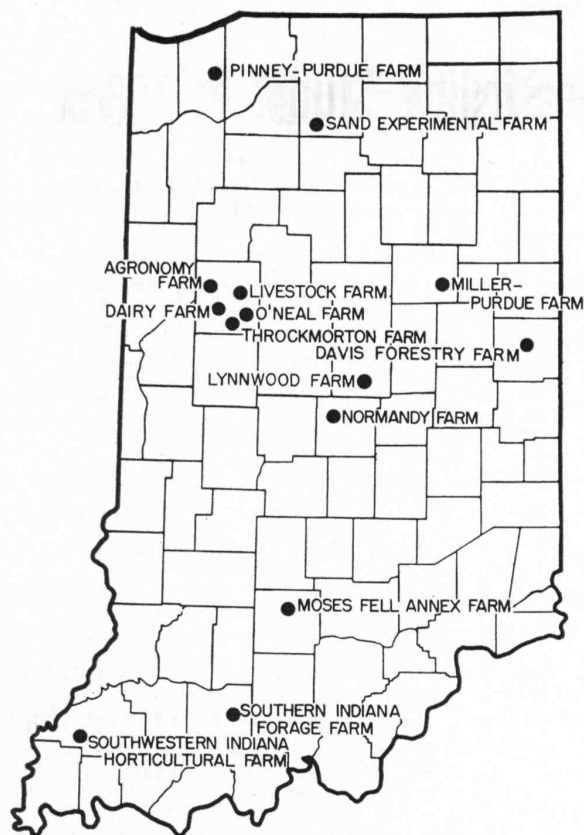 PINNEY-PURDUE FARM
SAND EXPERIMENTAL FARM
AGRONOMY
FARM
LIVESTOCK FARM
MILLER-
PURDUE FARM
DAIRY FARM
O'NEAL FARM
THROCKMORTON FARM
DAVIS FORESTRY FARM
LYNNWOOD FARM
NORMANDY FARM
MOSES FELL ANNEX FARM
SOUTHERN INDIANA
FORAGE FARM
SOUTHWESTERN INDIANA
HORTICULTURAL FARM